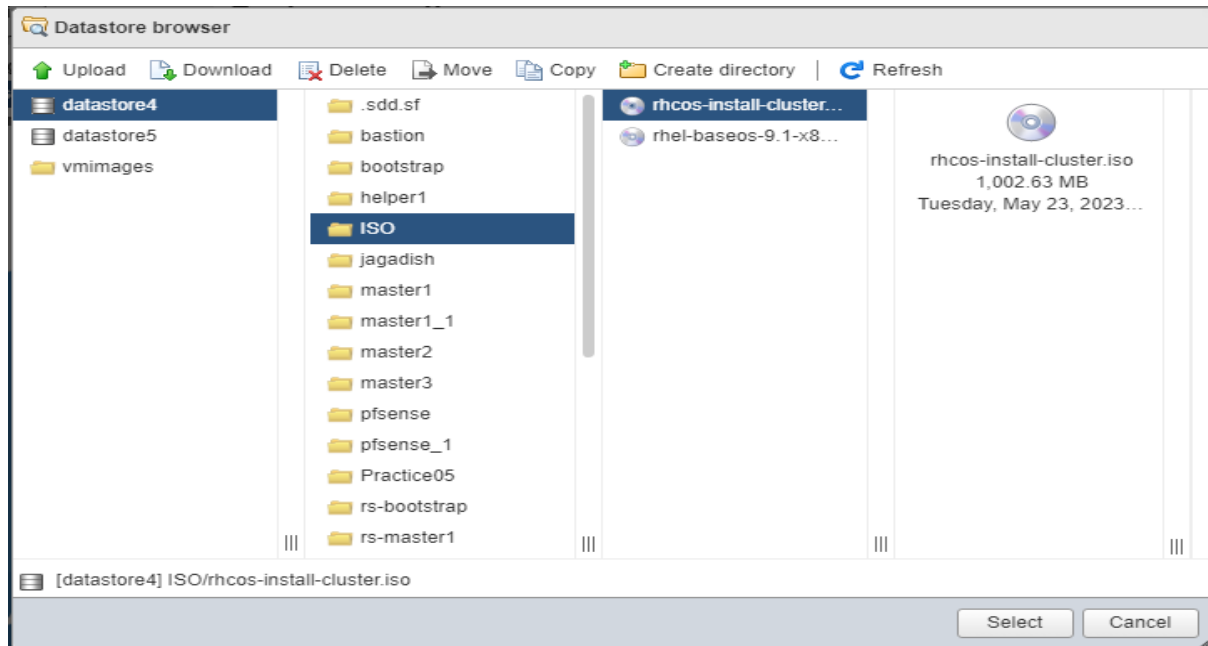 Datastore browser
Upload Download Delete Move Copy Create directory | Refresh
datastore4
datastore5
vmimages
.sdd.sf
bastion
bootstrap
helper1
ISO
jagadish
master1
master1_1
master2
master3
pfsense
pfsense_1
Practice05
rs-bootstrap
rs-master1
rhcos-install-cluster...
rhel-baseos-9.1-x8...
rhcos-install-cluster.iso
1,002.63 MB
Tuesday, May 23, 2023...
[datastore4] ISO/rhcos-install-cluster.iso
Select Cancel